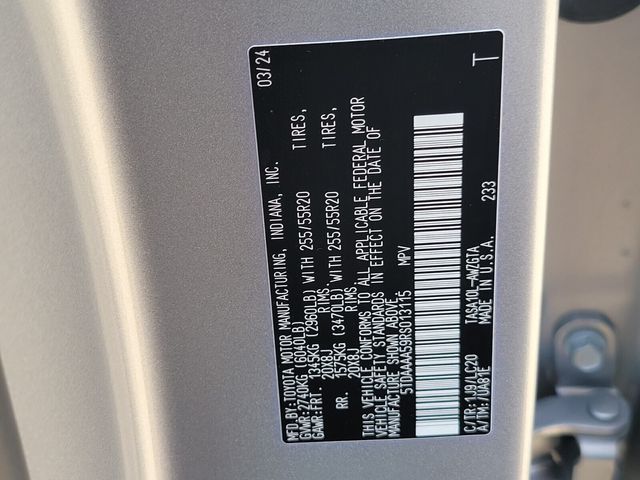 MFD.BY:TOYOTA MOTOR MANUFACTURING, INDIANA, INC. 03/24
GVWR:2740KG(6040LB)
GAWR:FRT. 1345KG(2960LB)WITH 255/55R20 TIRES,
20X8J RIMS,
RR. 1575KG(3470LB)WITH 255/55R20 TIRES,
20X8J RIMS,
THIS VEHICLE CONFORMS TO ALL APPLICABLE FEDERAL MOTOR
VEHICLE SAFETY STANDARDS IN EFFECT ON THE DATE OF
MANUFACTURE SHOWN ABOVE.
5TDAAAA59RS013115 MPV
C/TR:1J9/LC20 TASA10L-AWZGTA
A/TM:/UA81E MADE IN U.S.A. 233 T